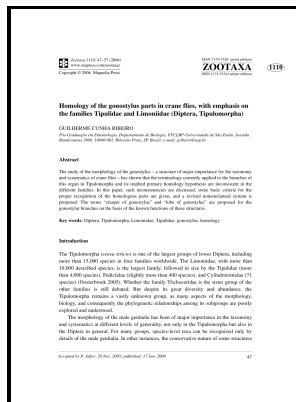 Zootaxa 1110: 47–57 (2006)
www.mapress.com/zootaxa/
Copyright © 2006 Magnolia Press
ISSN 1175-5326 (print edition)
ZOOTAXA
1110
ISSN 1175-5334 (online edition)
Homology of the gonostylus parts in crane flies, with emphasis on
the families Tipulidae and Limoniidae (Diptera, Tipulomorpha)
GUILHERME CUNHA RIBEIRO
Pós-Graduação em Entomologia, Departamento de Biologia, FFCLRP-Universidade de São Paulo, Avenida
Bandeirantes 3900, 14040-901, Ribeirão Preto, SP, Brazil; e-mail:
Abstract
The study of the morphology of the gonostylus – a structure of major importance for the taxonomy
and systematics of crane flies – has shown that the terminology currently applied to the branches of
this organ in Tipulomorpha and its implied primary homology hypothesis are inconsistent in the
different families. In this paper, such inconsistencies are discussed, some basic criteria for the
proper recognition of the homologous parts are given, and a revised nomenclatural system is
proposed. The terms “clasper of gonostylus” and “lobe of gonostylus” are proposed for the
gonostylar branches on the basis of the known functions of these structures.
Key words: Diptera, Tipulomorpha, Limoniidae, Tipulidae, gonostylus, homology
Introduction
The Tipulomorpha (sensu stricto) is one of the largest groups of lower Diptera, including
more than 15,000 species in four families worldwide. The Limoniidae, with more than
10,000 described species, is the largest family, followed in size by the Tipulidae (more
than 4,000 species), Pediciidae (slightly more than 400 species), and Cylindrotomidae (71
species) (Oosterbroek 2005). Whether the family Trichoceridae is the sister group of the
other families is still debated. But despite its great diversity and abundance, the
Tipulomorpha remains a vastly unknown group, as many aspects of the morphology,
biology, and consequently the phylogenetic relationships among its subgroups are poorly
explored and understood.
The morphology of the male genitalia has been of major importance in the taxonomy
and systematics at different levels of generality, not only in the Tipulomorpha but also in
the Diptera in general. For many groups, species-level taxa can be recognized only by
details of the male genitalia. In other instances, the conservative nature of some structures
Accepted by P. Adler: 28 Nov. 2005; published: 17 Jan. 2006
47